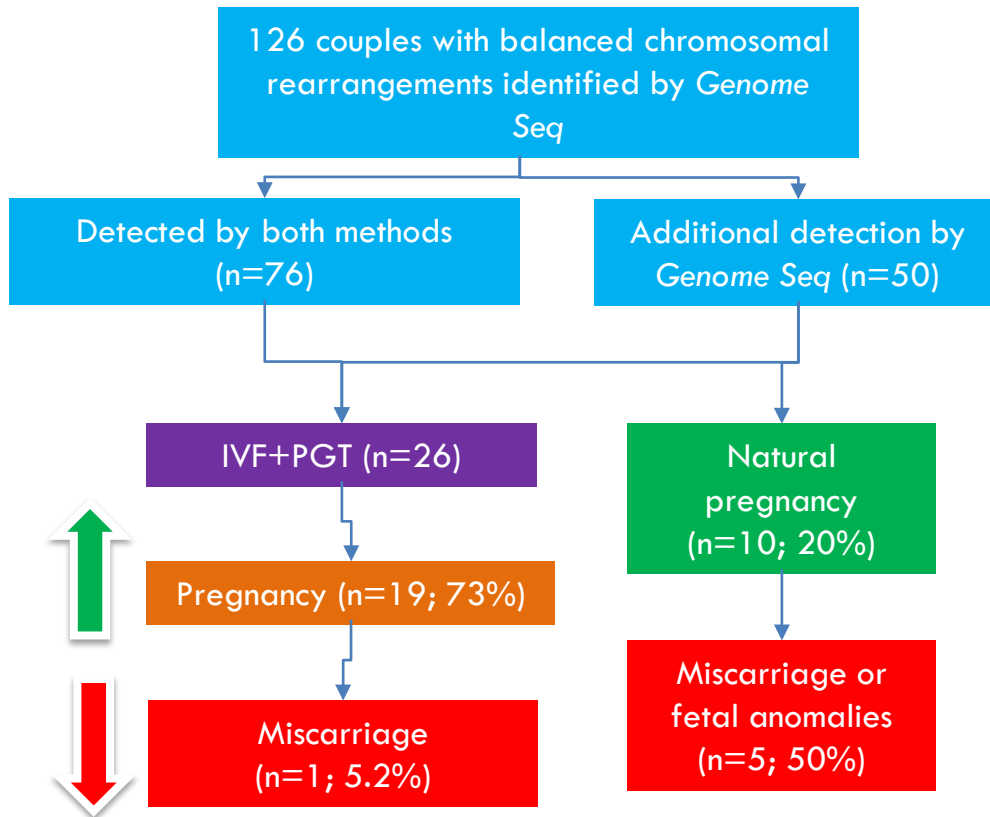 126 couples with balanced chromosomal
rearrangements identified by Genome
Seq
Detected by both methods
(n=76)
Additional detection by
Genome Seq (n=50)
IVF+PGT (n=26)
Natural
pregnancy
(n=10; 20%)
Pregnancy (n=19; 73%)
Miscarriage
(n=1; 5.2%)
Miscarriage or
fetal anomalies
(n=5; 50%)